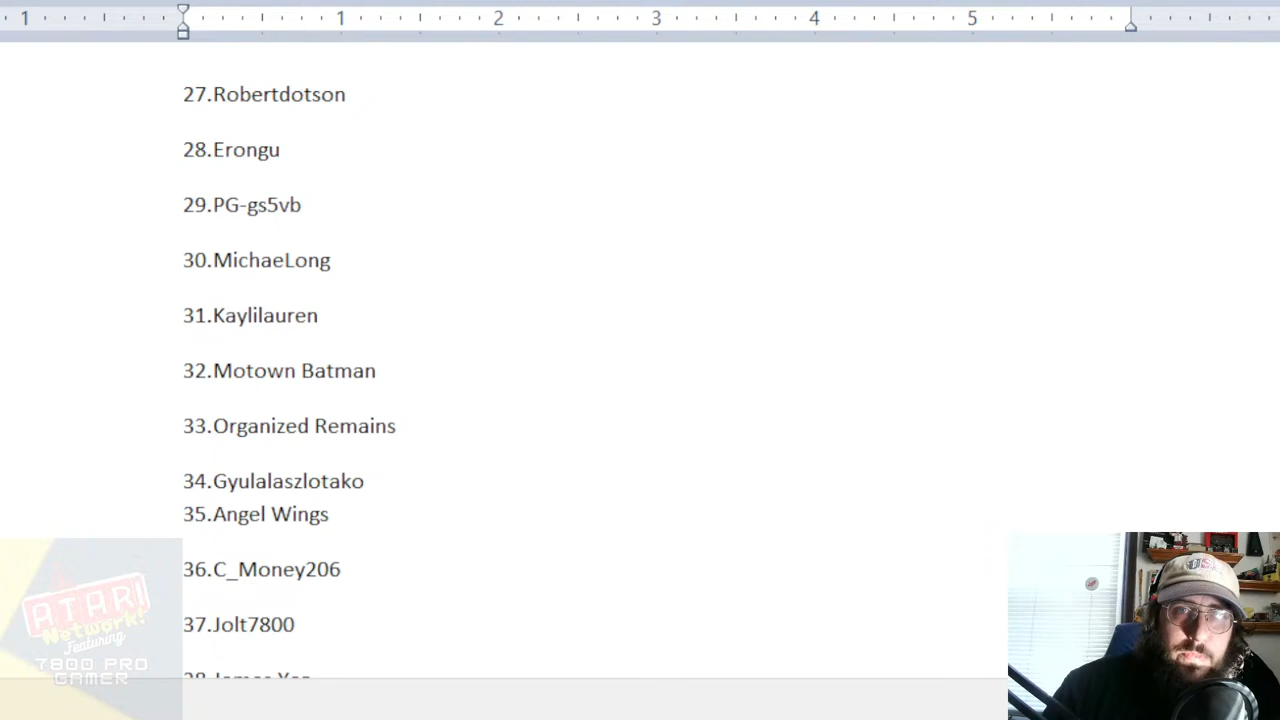 1 1 2 3 4 5
27.Robertdotson
28.Erongu
29.PG-gs5vb
30.MichaeLong
31.Kaylilauren
32.Motown Batman
33.Organized Remains
34.Gyulalaszlotako
35.Angel Wings
36.C_Money206
37.Jolt7800
ATARI
Network!
Featuring
7800 PRO
GAMER